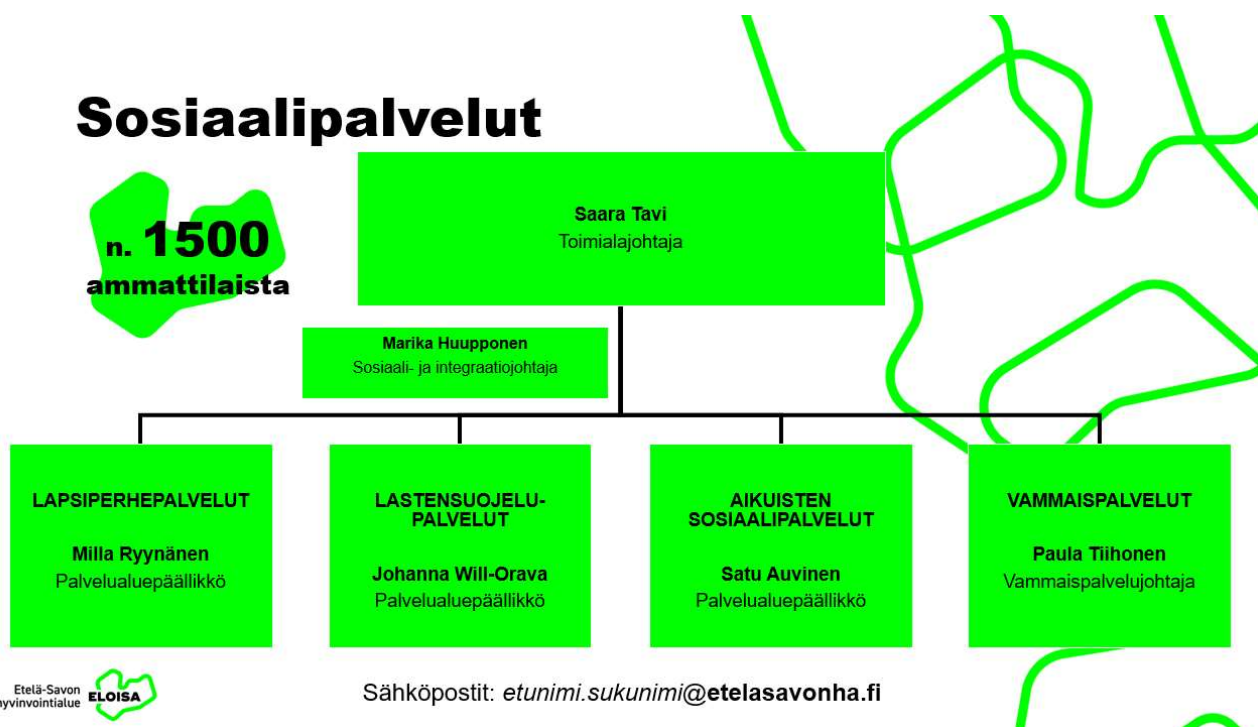 Sosiaalipalvelut
n. 1500
ammattilaista
Saara Tavi
Toimialajohtaja
Marika Huupponen
Sosiaali- ja integraatiojohtaja
LAPSIPERHEPALVELUT
Milla Ryynänen
Palvelualuepäällikkö
LASTENSUOJELU-
PALVELUT
Johanna Will-Orava
Palvelualuepäällikkö
AIKUISTEN
SOSIAALIPALVELUT
Satu Auvinen
Palvelualuepäällikkö
VAMMAISPALVELUT
Paula Tiihonen
Vammaispalvelujohtaja
Etelä-Savon
hyvinvointialue
ELOISA
Sähköpostit: etunimi.sukunimi@etelasavonha.fi